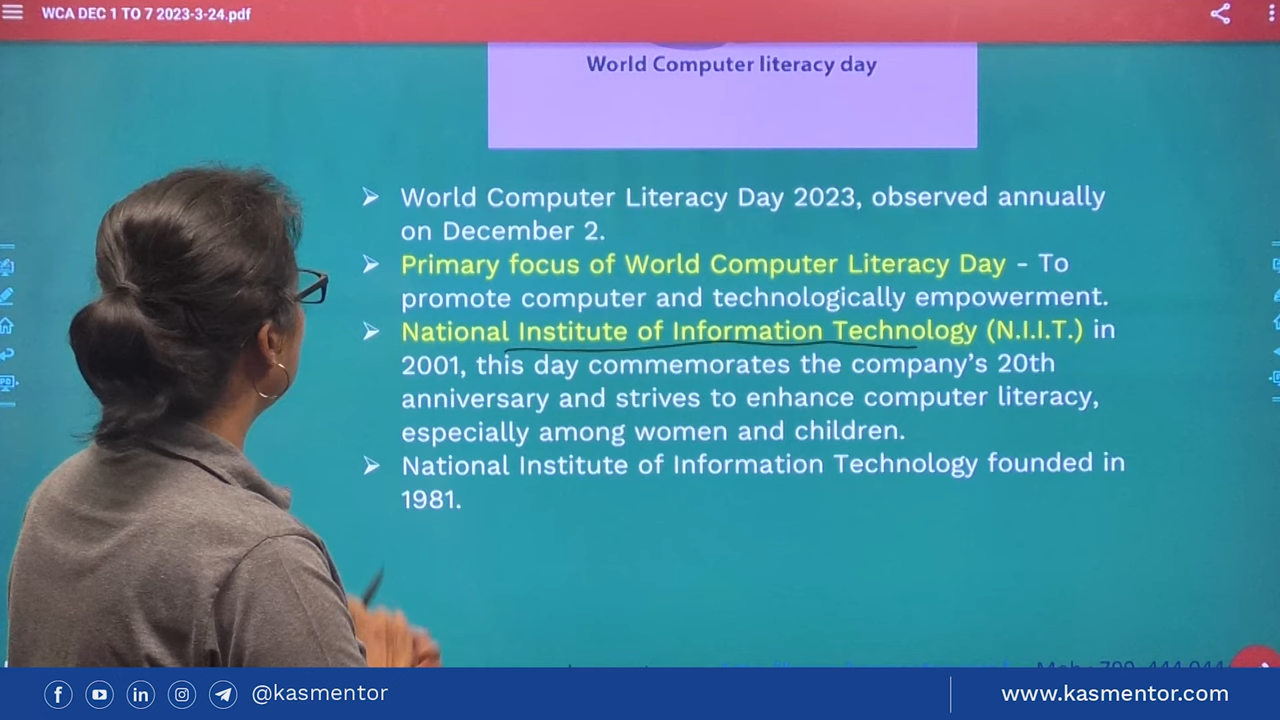 WCA DEC 1 TO 7 2023-3-24.pdf
World Computer literacy day
World Computer Literacy Day 2023, observed annually
on December 2.
Primary focus of World Computer Literacy Day - To
promote computer and technologically empowerment.
National Institute of Information Technology (N.I.I.T.) in
2001, this day commemorates the company's 20th
anniversary and strives to enhance computer literacy,
especially among women and children.
National Institute of Information Technology founded in
1981.
@kasmentor
www.kasmentor.com